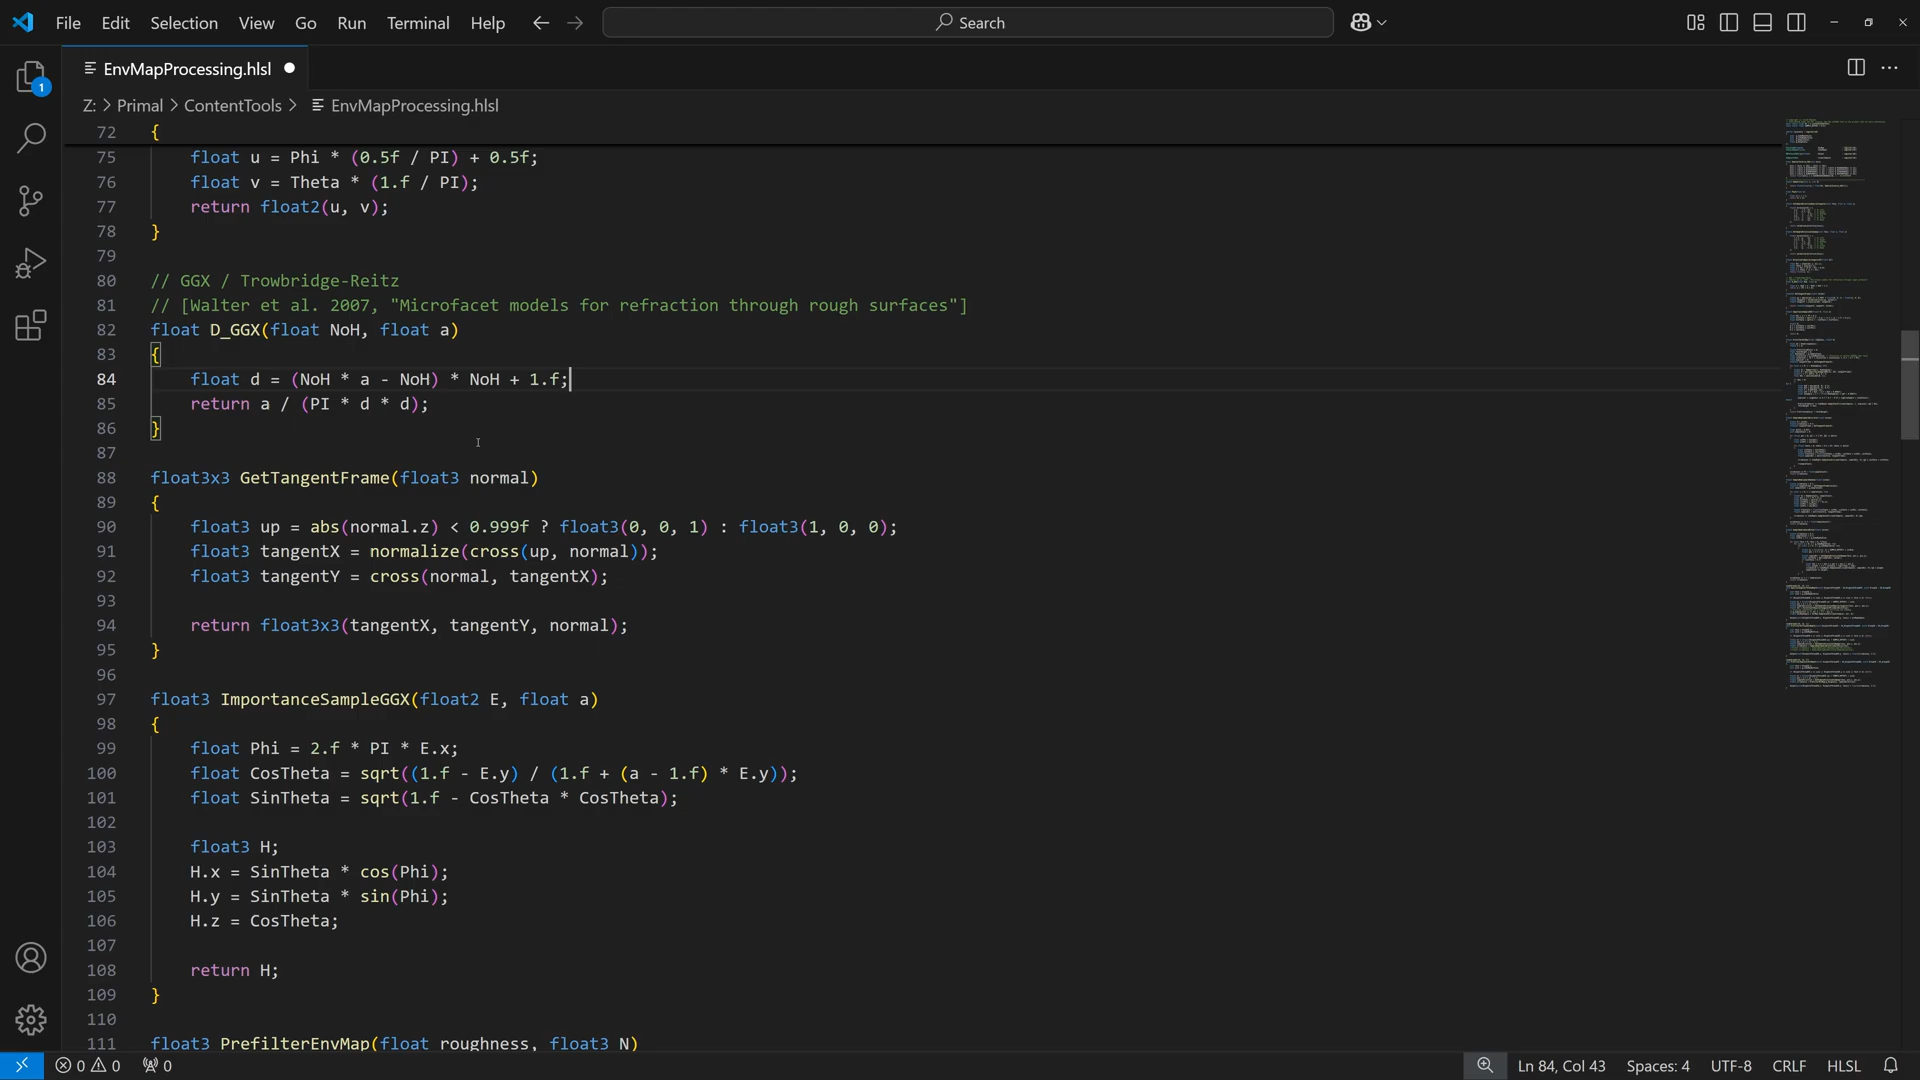 File Edit Selection View Go Run Terminal Help Search
1
EnvMapProcessing.hlsl
Z: > Primal > ContentTools > EnvMapProcessing.hlsl
72 {
75 float u = Phi * (0.5f / PI) + 0.5f;
76 float v = Theta * (1.f / PI);
77 return float2(u, v);
78 }
79
80 // GGX / Trowbridge-Reitz
81 // [Walter et al. 2007, "Microfacet models for refraction through rough surfaces"]
82 float D_GGX(float NoH, float a)
83 {
84 float d = (NoH * a - NoH) * NoH + 1.f;
85 return a / (PI * d * d);
86 }
87
88 float3x3 GetTangentFrame(float3 normal)
89 {
90 float3 up = abs(normal.z) < 0.999f ? float3(0, 0, 1) : float3(1, 0, 0);
91 float3 tangentX = normalize(cross(up, normal));
92 float3 tangentY = cross(normal, tangentX);
93
94 return float3x3(tangentX, tangentY, normal);
95 }
96
97 float3 ImportanceSampleGGX(float2 E, float a)
98 {
99 float Phi = 2.f * PI * E.x;
100 float CosTheta = sqrt((1.f - E.y) / (1.f + (a - 1.f) * E.y));
101 float SinTheta = sqrt(1.f - CosTheta * CosTheta);
102
103 float3 H;
104 H.x = SinTheta * cos(Phi);
105 H.y = SinTheta * sin(Phi);
106 H.z = CosTheta;
107
108 return H;
109 }
110
111 float3 PrefilterEnvMap(float roughness, float3 N)
0 0 0 Ln 84, Col 43 Spaces: 4 UTF-8 CRLF HLSL